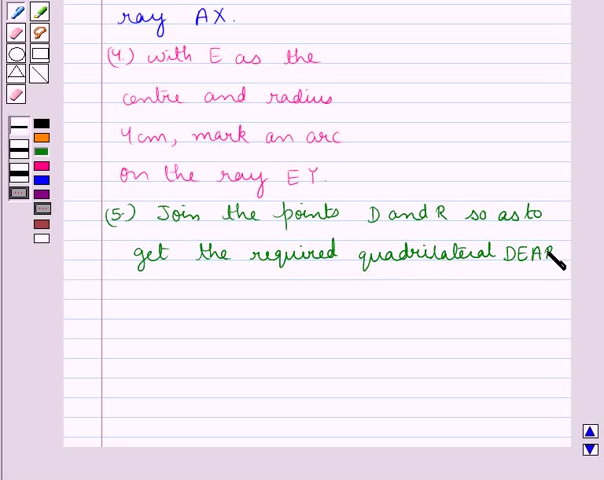 ray AX.
(4.) with E as the
centre and radius
4cm, mark an arc
on the ray EY.
(5.) Join the points D and R so as to
get the required quadrilateral DEAR